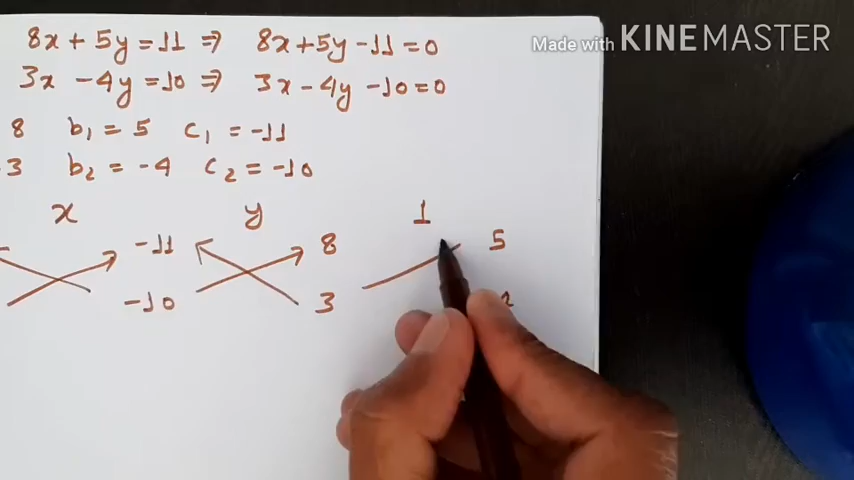 Made with KINEMASTER
8x + 5y = 11 ⇒ 8x + 5y - 11 = 0
3x - 4y = 10 ⇒ 3x - 4y - 10 = 0
8 b₁ = 5 c₁ = -11
3 b₂ = -4 c₂ = -10
x y 1
-11 8 5
-10 3